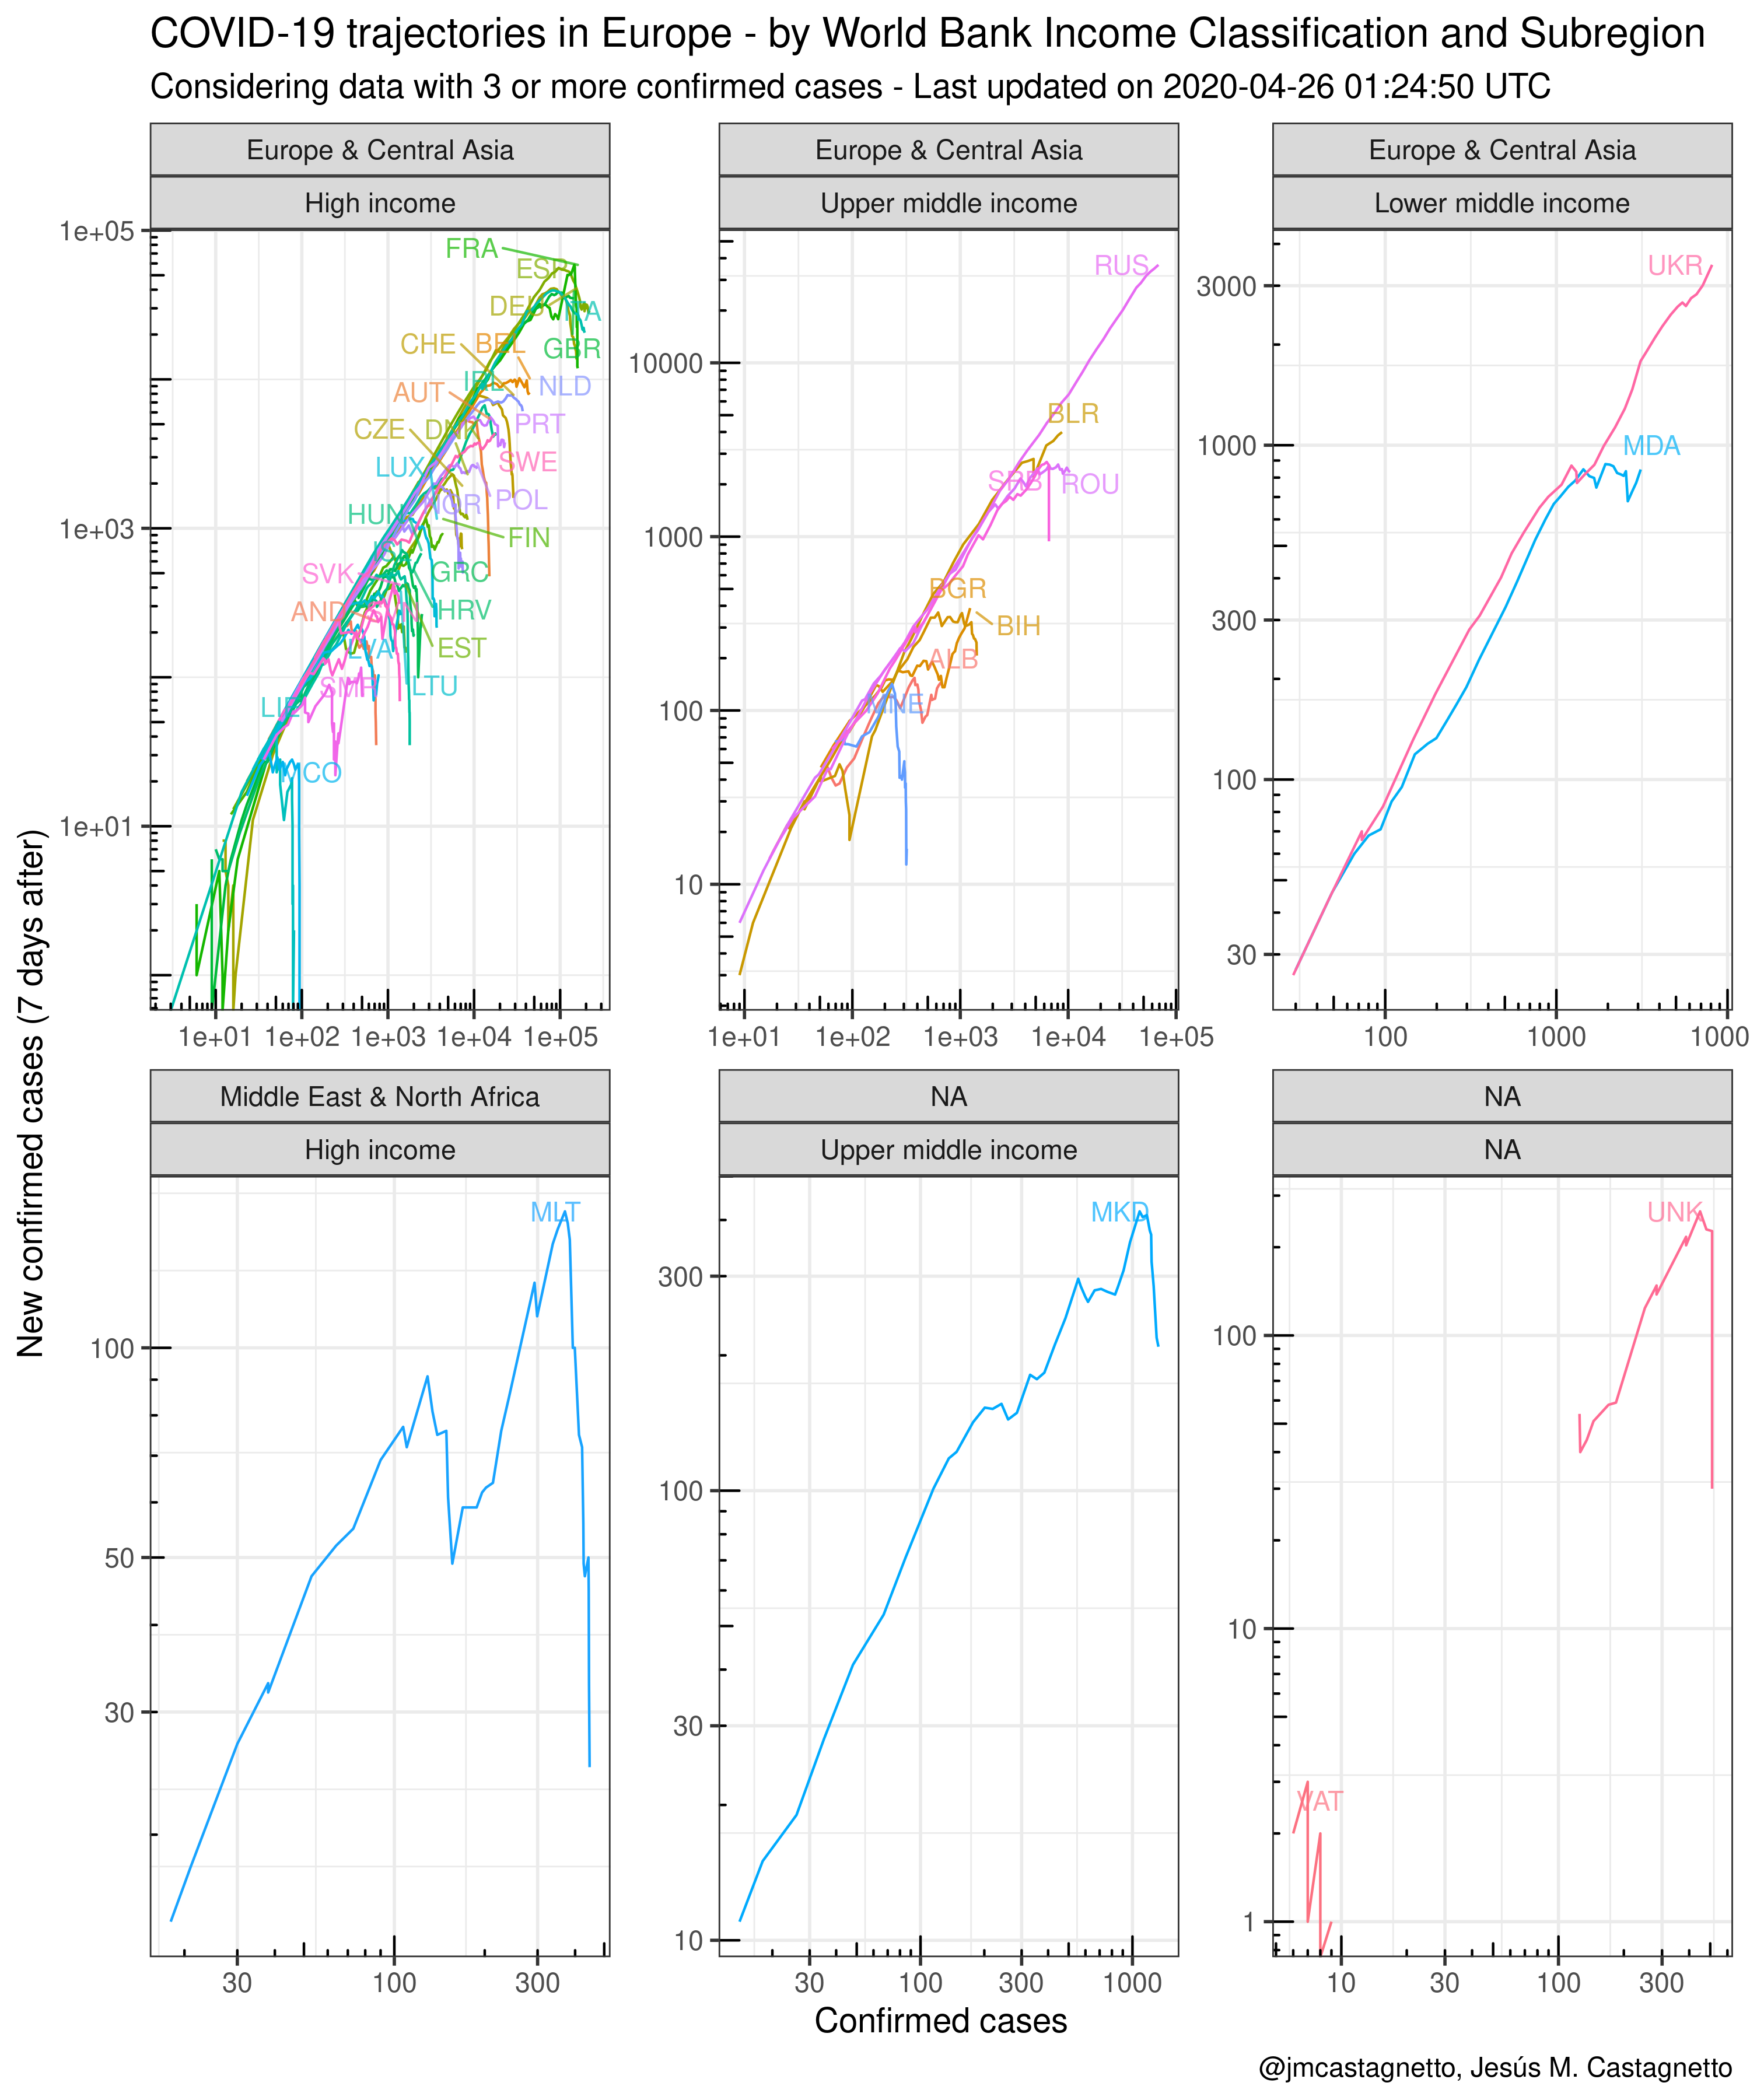 COVID-19 trajectories in Europe - by World Bank Income Classification and Subregion
Considering data with 3 or more confirmed cases - Last updated on 2020-04-26 01:24:50 UTC
Europe & Central Asia
High income
Europe & Central Asia
Upper middle income
Europe & Central Asia
Lower middle income
New confirmed cases (7 days after)
1e+05
1e+03
1e+01
FRA
ESP
DEU
ITA
GBR
CHE
BEL
IRL
NLD
AUT
CZE
DNK
PRT
SWE
LUX
NOR
POL
HUN
FIN
SVK
GRC
AND
HRV
LVA
EST
SMR
LTU
LIE
MCO
1e+01 1e+02 1e+03 1e+04 1e+05
10000
1000
100
10
RUS
BLR
SRB
ROU
BGR
BIH
ALB
MNE
1e+01 1e+02 1e+03 1e+04 1e+05
3000
1000
300
100
30
UKR
MDA
100 1000 1000
Middle East & North Africa
High income
NA
Upper middle income
NA
NA
100
50
30
MLT
30 100 300
300
100
30
10
MKD
30 100 300 1000
100
10
1
UNK
VAT
10 30 100 300
Confirmed cases
@jmcastagnetto, Jesús M. Castagnetto